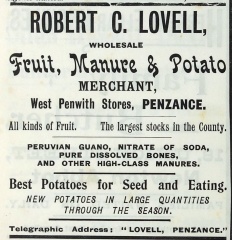 ROBERT C. LOVELL,
WHOLESALE
Fruit, Manure & Potato
MERCHANT,
West Penwith Stores, PENZANCE.
All kinds of Fruit. The largest stocks in the County.
PERUVIAN GUANO, NITRATE OF SODA,
PURE DISSOLVED BONES,
AND OTHER HIGH-CLASS MANURES.
Best Potatoes for Seed and Eating.
NEW POTATOES IN LARGE QUANTITIES
THROUGH THE SEASON.
Telegraphic Address: "LOVELL, PENZANCE."